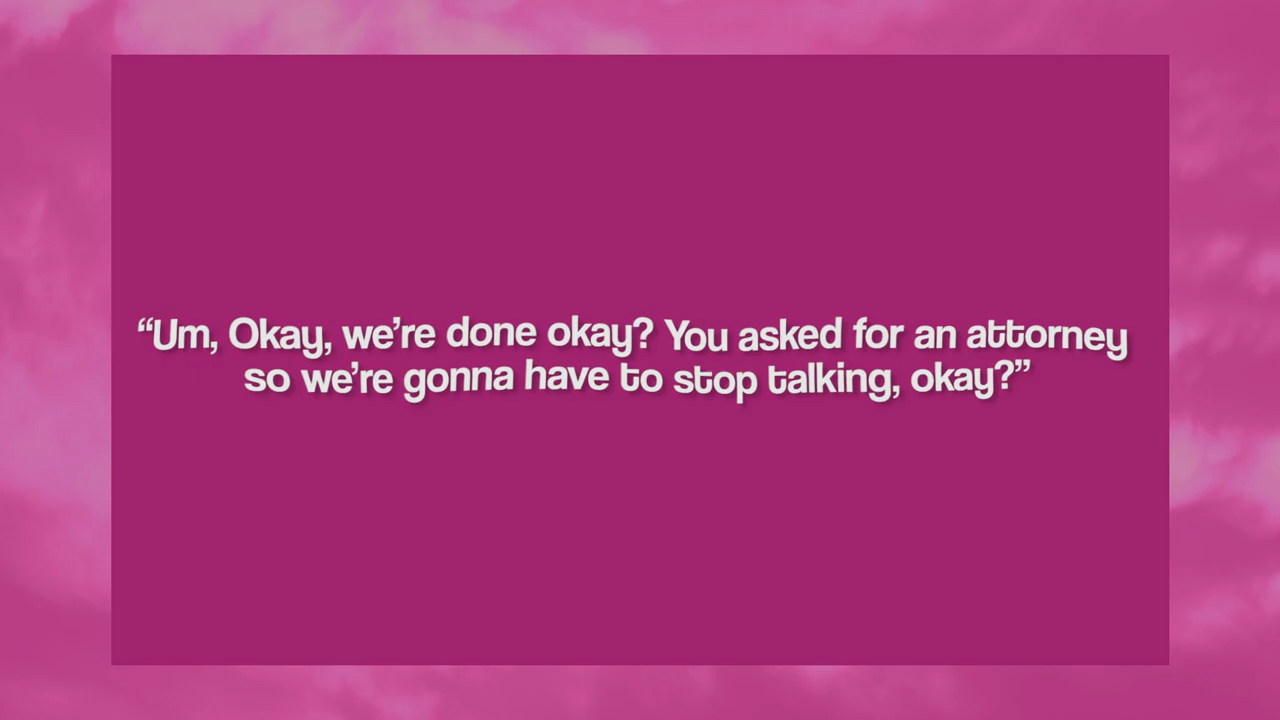 “Um, Okay, we’re done okay? You asked for an attorney
so we’re gonna have to stop talking, okay?”